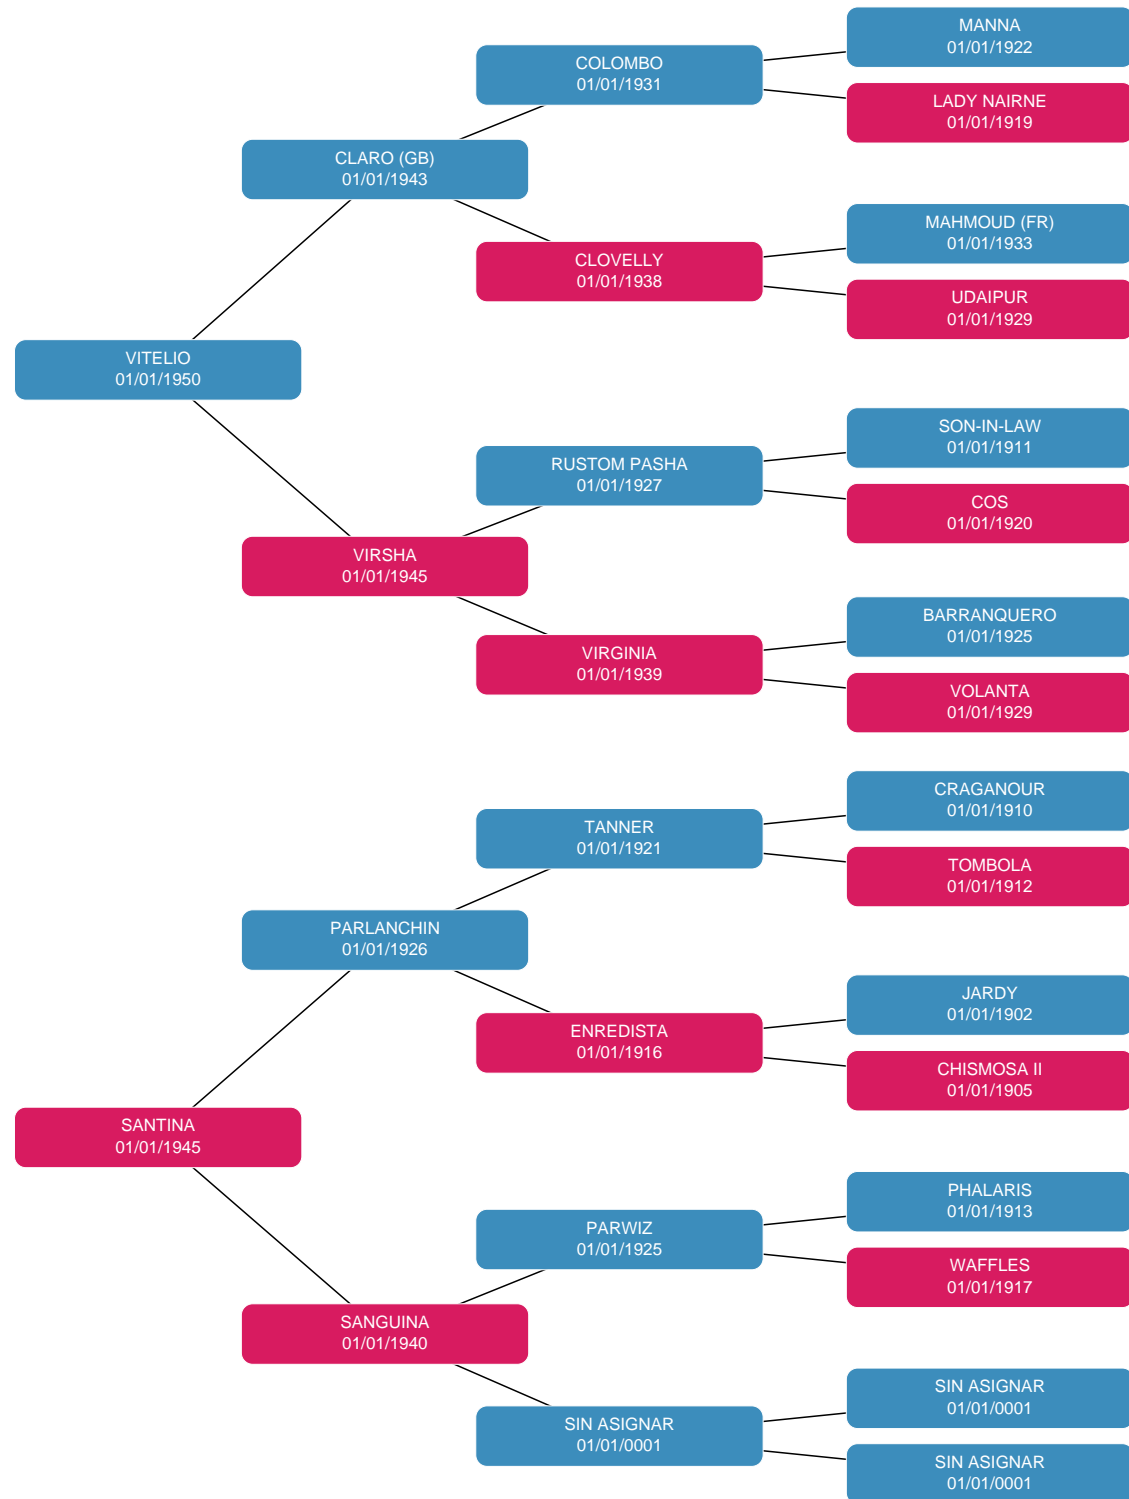 MANNA
01/01/1922
COLOMBO
01/01/1931
LADY NAIRNE
01/01/1919
CLARO (GB)
01/01/1943
MAHMOUD (FR)
01/01/1933
CLOVELLY
01/01/1938
UDAIPUR
01/01/1929
VITELIO
01/01/1950
SON-IN-LAW
01/01/1911
RUSTOM PASHA
01/01/1927
COS
01/01/1920
VIRSHA
01/01/1945
BARRANQUERO
01/01/1925
VIRGINIA
01/01/1939
VOLANTA
01/01/1929
CRAGANOUR
01/01/1910
TANNER
01/01/1921
TOMBOLA
01/01/1912
PARLANCHIN
01/01/1926
JARDY
01/01/1902
ENREDISTA
01/01/1916
CHISMOSA II
01/01/1905
SANTINA
01/01/1945
PHALARIS
01/01/1913
PARWIZ
01/01/1925
WAFFLES
01/01/1917
SANGUINA
01/01/1940
SIN ASIGNAR
01/01/0001
SIN ASIGNAR
01/01/0001
SIN ASIGNAR
01/01/0001